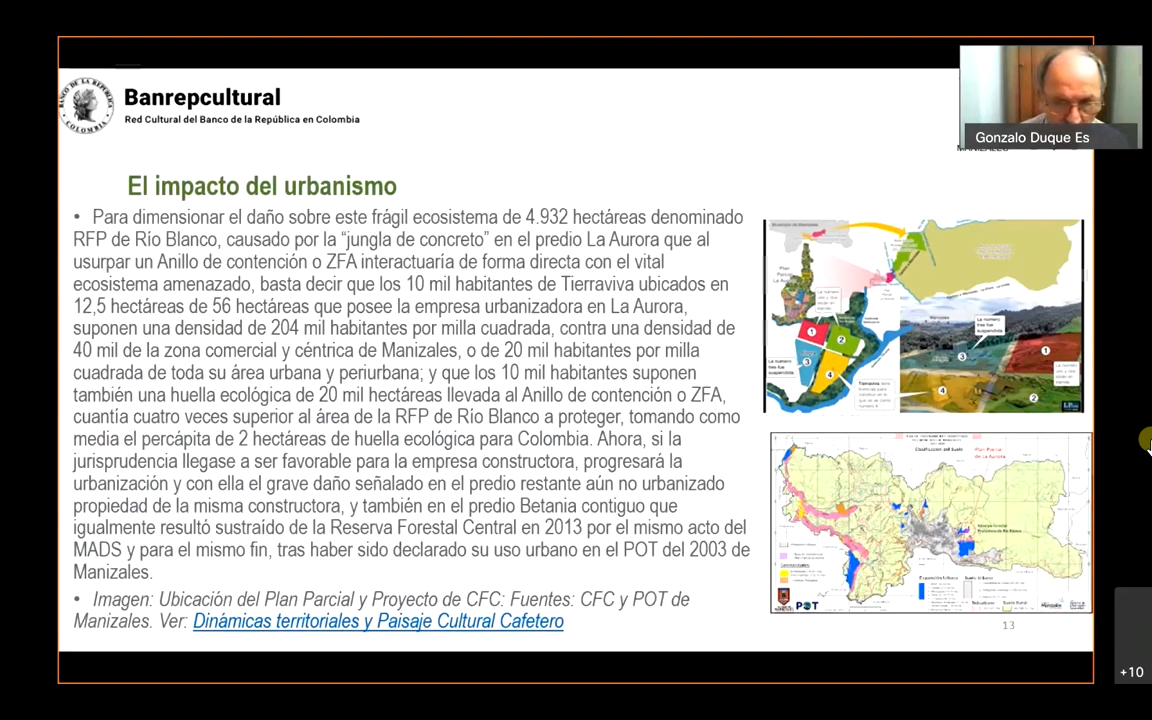 Banrepcultural
Red Cultural del Banco de la República en Colombia
Gonzalo Duque Es
El impacto del urbanismo
• Para dimensionar el daño sobre este frágil ecosistema de 4.932 hectáreas denominado
RFP de Río Blanco, causado por la “jungla de concreto” en el predio La Aurora que al
usurpar un Anillo de contención o ZFA interactuaría de forma directa con el vital
ecosistema amenazado, basta decir que los 10 mil habitantes de Tierraviva ubicados en
12,5 hectáreas de 56 hectáreas que posee la empresa urbanizadora en La Aurora,
suponen una densidad de 204 mil habitantes por milla cuadrada, contra una densidad de
40 mil de la zona comercial y céntrica de Manizales, o de 20 mil habitantes por milla
cuadrada de toda su área urbana y periurbana; y que los 10 mil habitantes suponen
también una huella ecológica de 20 mil hectáreas llevada al Anillo de contención o ZFA,
cuantía cuatro veces superior al área de la RFP de Río Blanco a proteger, tomando como
media el percápita de 2 hectáreas de huella ecológica para Colombia. Ahora, si la
jurisprudencia llegase a ser favorable para la empresa constructora, progresará la
urbanización y con ella el grave daño señalado en el predio restante aún no urbanizado
propiedad de la misma constructora, y también en el predio Betania contiguo que
igualmente resultó sustraído de la Reserva Forestal Central en 2013 por el mismo acto del
MADS y para el mismo fin, tras haber sido declarado su uso urbano en el POT del 2003 de
Manizales.
• Imagen: Ubicación del Plan Parcial y Proyecto de CFC: Fuentes: CFC y POT de
Manizales. Ver: Dinámicas territoriales y Paisaje Cultural Cafetero
1
2
3
4
3
1
4
2
POT
13
+10